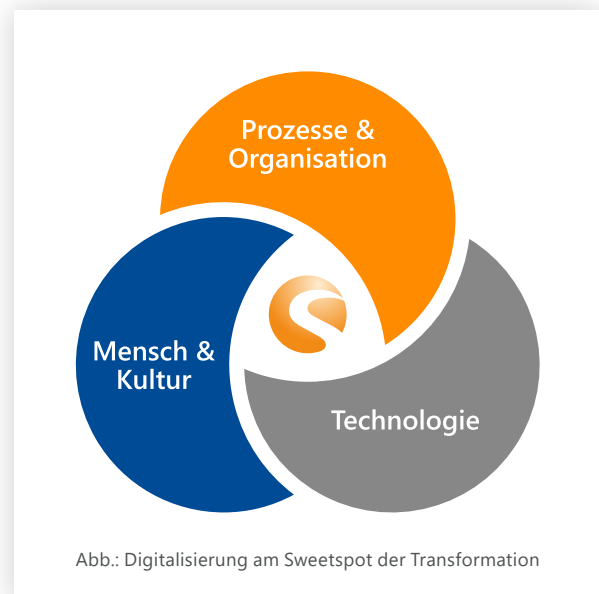 Prozesse &
Organisation
Mensch &
Kultur
Technologie
Abb.: Digitalisierung am Sweetspot der Transformation